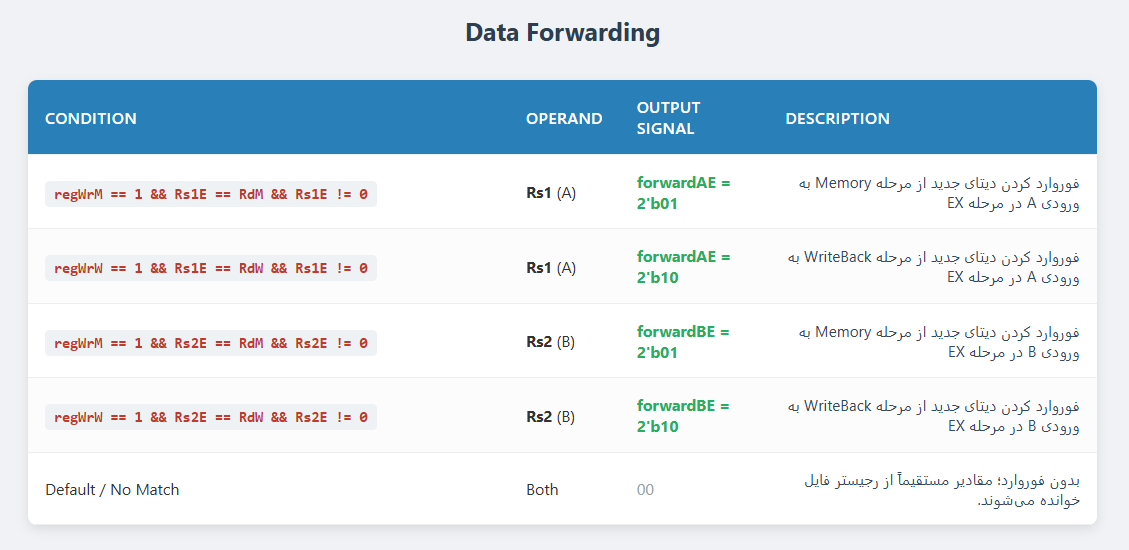 Data Forwarding
CONDITION
OPERAND
OUTPUT
SIGNAL
DESCRIPTION
regWrM == 1 && Rs1E == RdM && Rs1E != 0
Rs1 (A)
forwardAE =
2'b01
فوروارد کردن دیتای جدید از مرحله Memory به
ورودی A در مرحله EX
regWrW == 1 && Rs1E == RdW && Rs1E != 0
Rs1 (A)
forwardAE =
2'b10
فوروارد کردن دیتای جدید از مرحله WriteBack به
ورودی A در مرحله EX
regWrM == 1 && Rs2E == RdM && Rs2E != 0
Rs2 (B)
forwardBE =
2'b01
فوروارد کردن دیتای جدید از مرحله Memory به
ورودی B در مرحله EX
regWrW == 1 && Rs2E == RdW && Rs2E != 0
Rs2 (B)
forwardBE =
2'b10
فوروارد کردن دیتای جدید از مرحله WriteBack به
ورودی B در مرحله EX
Default / No Match
Both
00
بدون فوروارد؛ مقادیر مستقیماً از رجیستر فایل
خوانده می‌شوند.